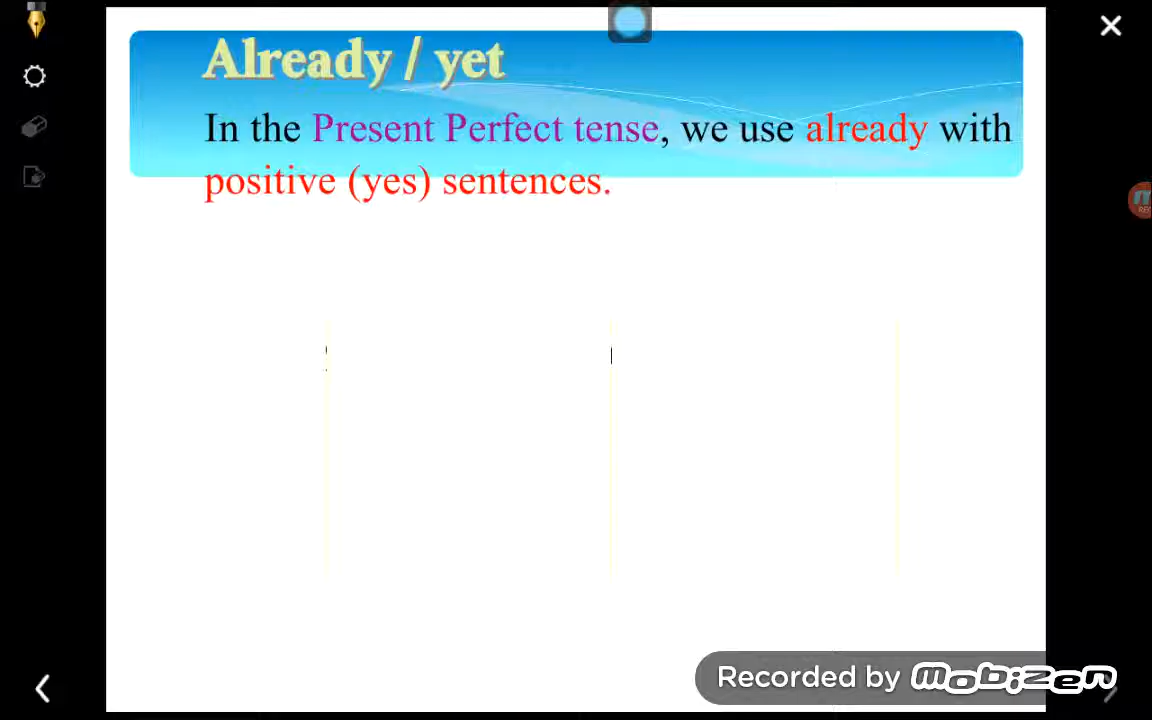 Already / yet
In the Present Perfect tense, we use already with
positive (yes) sentences.
Recorded by mobizen